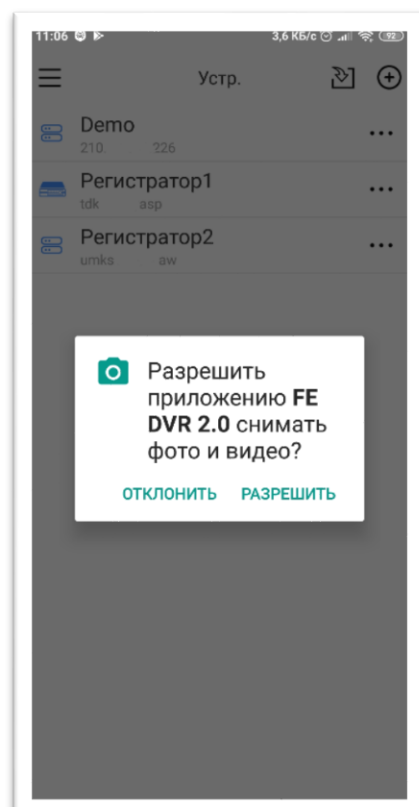 11:06 3,6 КБ/с 92
Устр.
Demo
210. 226
Регистратор1
tdk asp
Регистратор2
umks aw
Разрешить
приложению FE
DVR 2.0 снимать
фото и видео?
ОТКЛОНИТЬ РАЗРЕШИТЬ